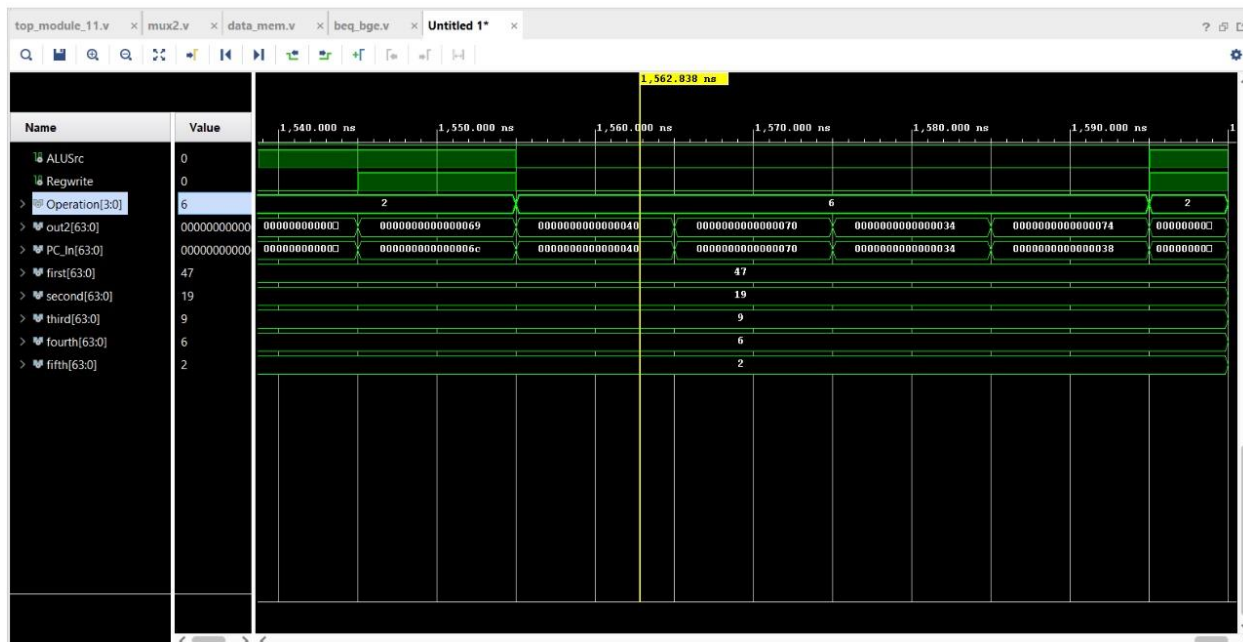 top_module_11.v × mux2.v × data_mem.v × beq_bge.v × Untitled 1* × ?
1,562.838 ns
Name Value 1,540.000 ns 1,550.000 ns 1,560.000 ns 1,570.000 ns 1,580.000 ns 1,590.000 ns 1
ALUSrc 0
Regwrite 0
Operation[3:0] 6 2 6 2
out2[63:0] 00000000000 00000000000 0000000000000069 0000000000000040 0000000000000070 0000000000000034 0000000000000074 00000000
PC_In[63:0] 00000000000 00000000000 000000000000006c 0000000000000040 0000000000000070 0000000000000034 0000000000000038 00000000
first[63:0] 47 47
second[63:0] 19 19
third[63:0] 9 9
fourth[63:0] 6 6
fifth[63:0] 2 2